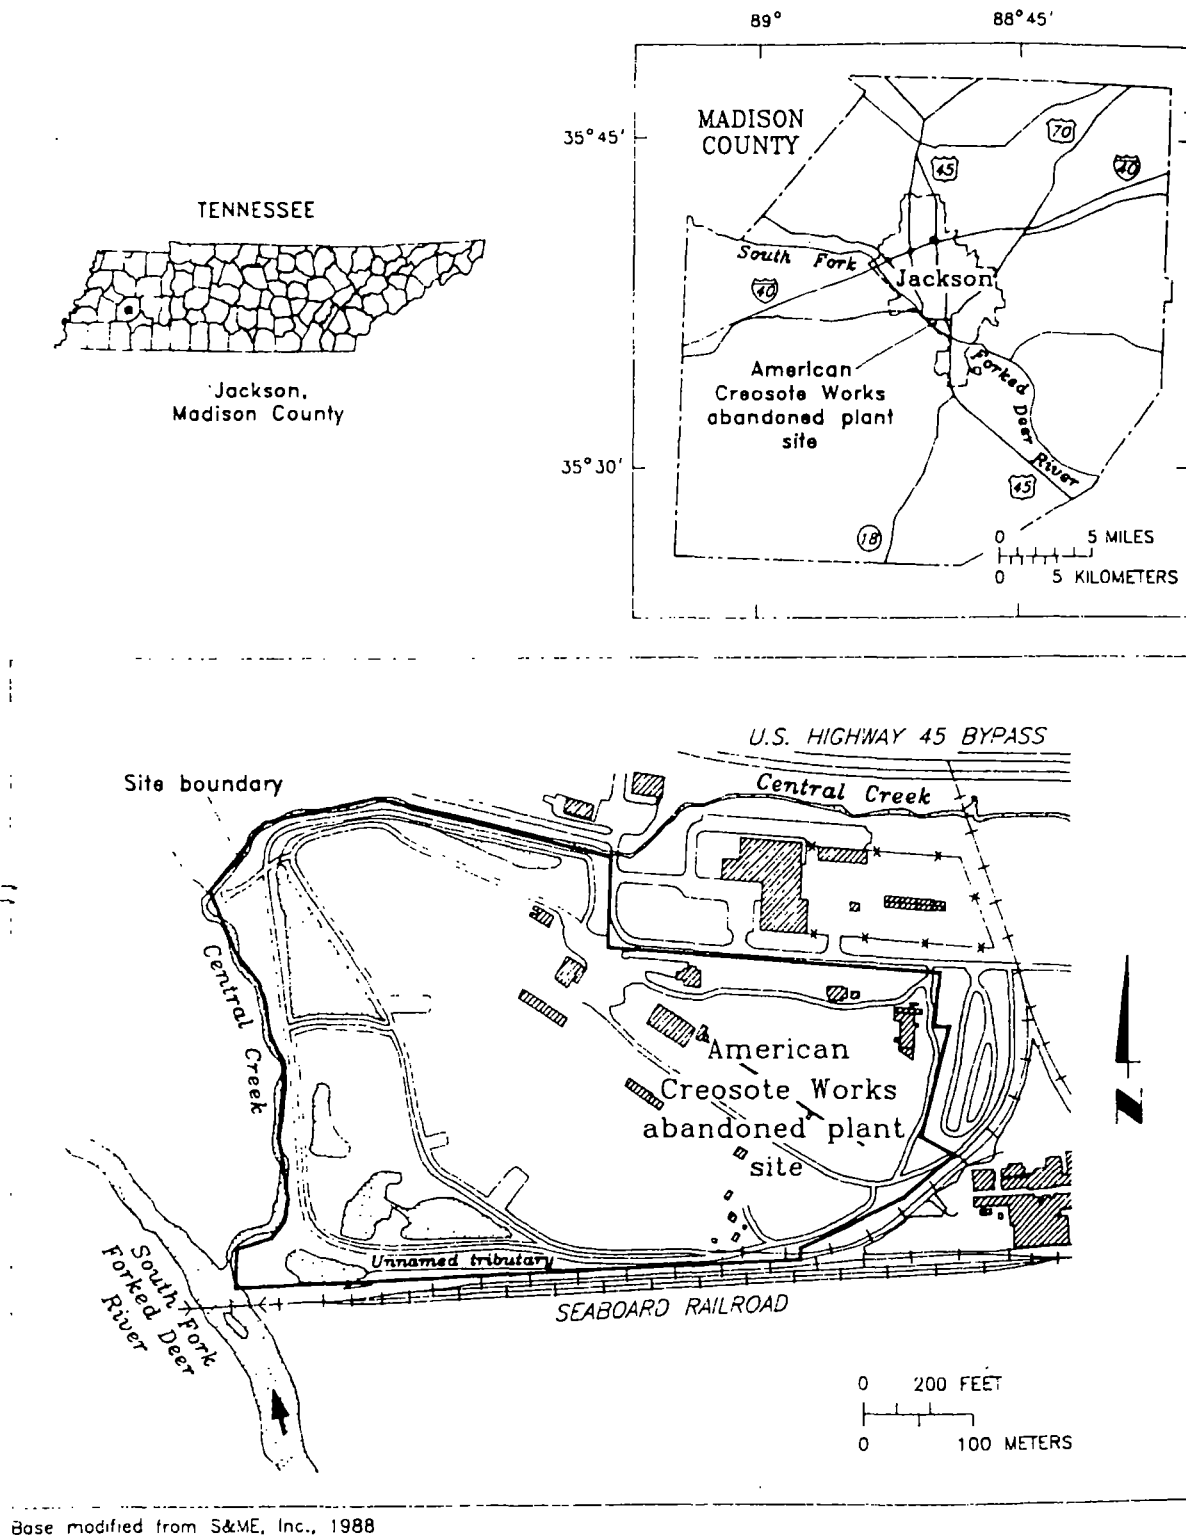 89° 88°45'
MADISON
COUNTY
35°45'
70
45
40
TENNESSEE
South Fork
Jackson
40
American
Creosote Works
abandoned plant
site
Forked Deer River
Jackson,
Madison County
35°30'
45
18
0 5 MILES
0 5 KILOMETERS
U.S. HIGHWAY 45 BYPASS
Site boundary
Central Creek
Central Creek
American
Creosote Works
abandoned plant
site
N
Unnamed tributary
South Fork
Forked Deer
River
SEABOARD RAILROAD
0 200 FEET
0 100 METERS
Base modified from S&ME, Inc., 1988